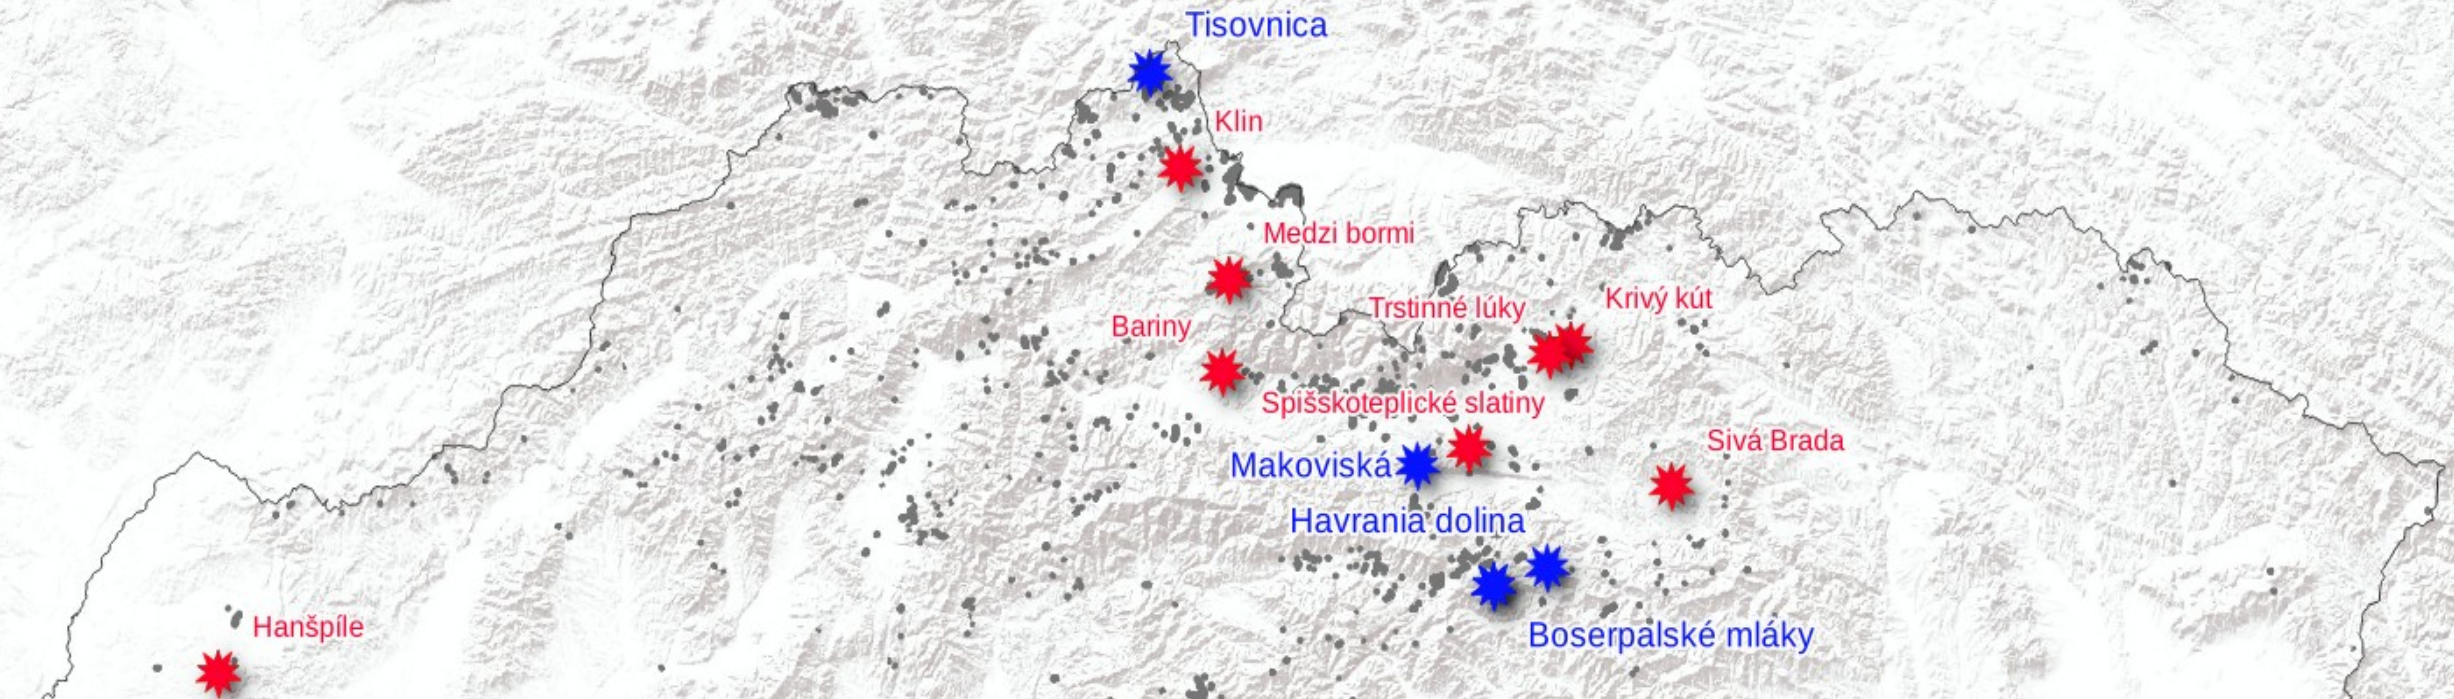 Tisovnica
Klin
Medzi bormi
Krivý kút
Trstinné lúky
Bariny
Spišskoteplické slatiny
Sivá Brada
Makoviská
Havrania dolina
Hanšpíle
Boserpalské mláky